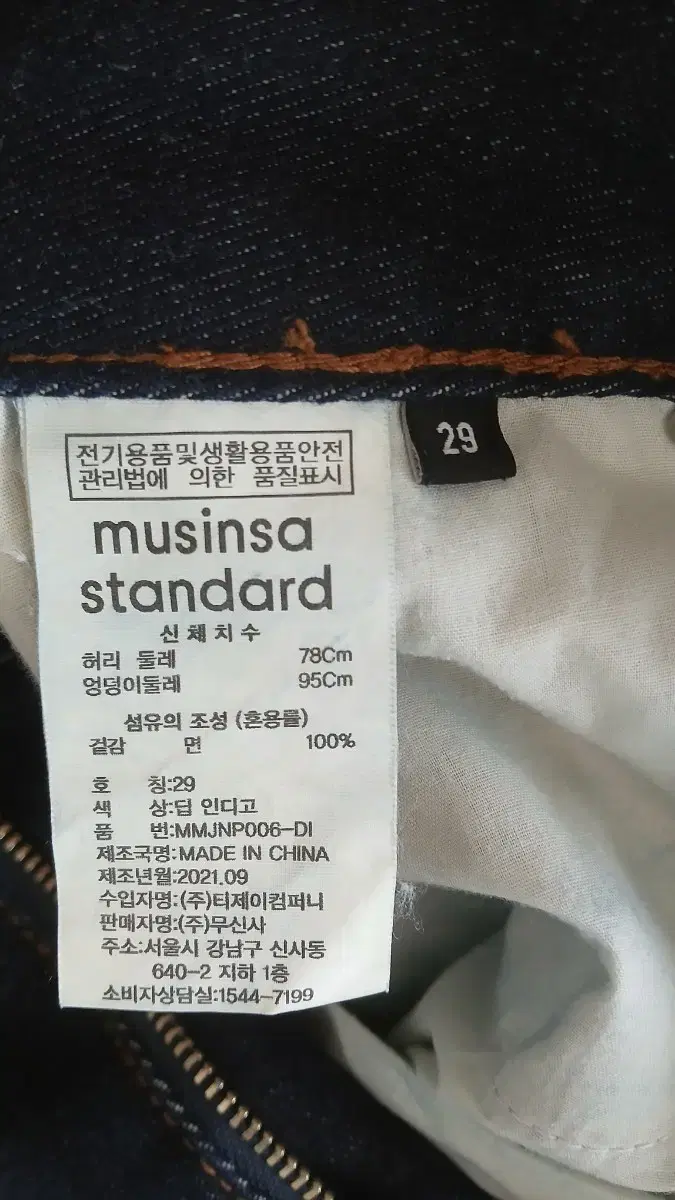 전기용품및생활용품안전
관리법에 의한 품질표시
29
musinsa
standard
신체치수
허리 둘레 78Cm
엉덩이둘레 95Cm
섬유의 조성 (혼용률)
겉감 면 100%
호 칭:29
색 상:딥 인디고
품 번:MMJNP006-DI
제조국명:MADE IN CHINA
제조년월:2021.09
수입자명:(주)티제이컴퍼니
판매자명:(주)무신사
주소:서울시 강남구 신사동
640-2 지하 1층
소비자상담실:1544-7199